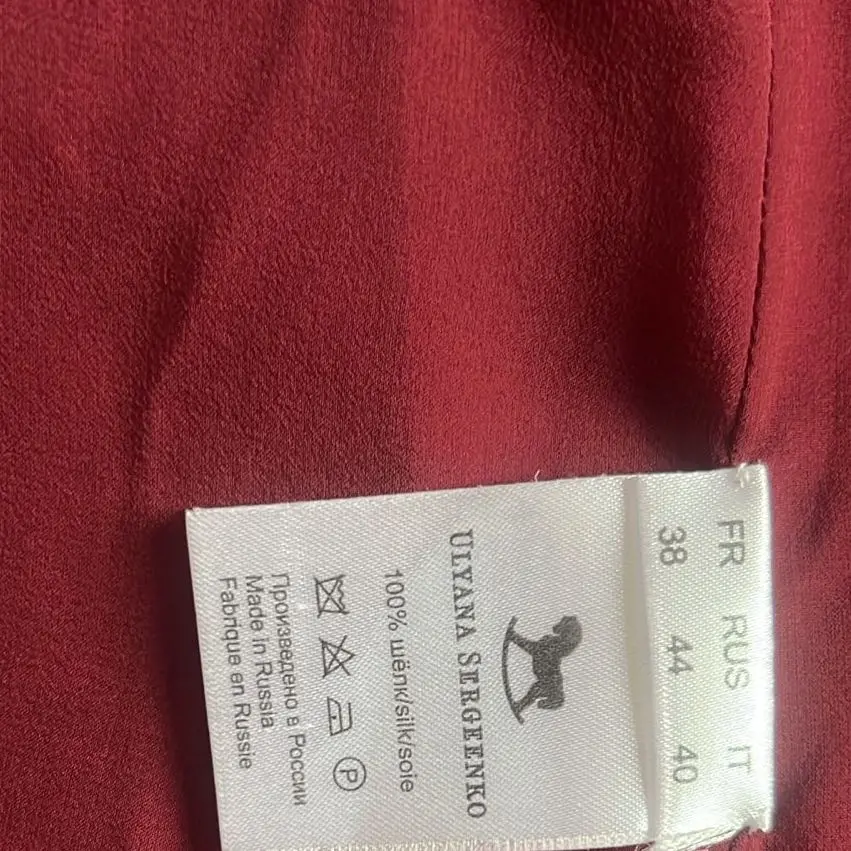 FR RUS IT
38 44 40
ULYANA SERGEENKO
100% шёлк/silk/soie
P
Произведено в России
Made in Russia
Fabrique en Russie